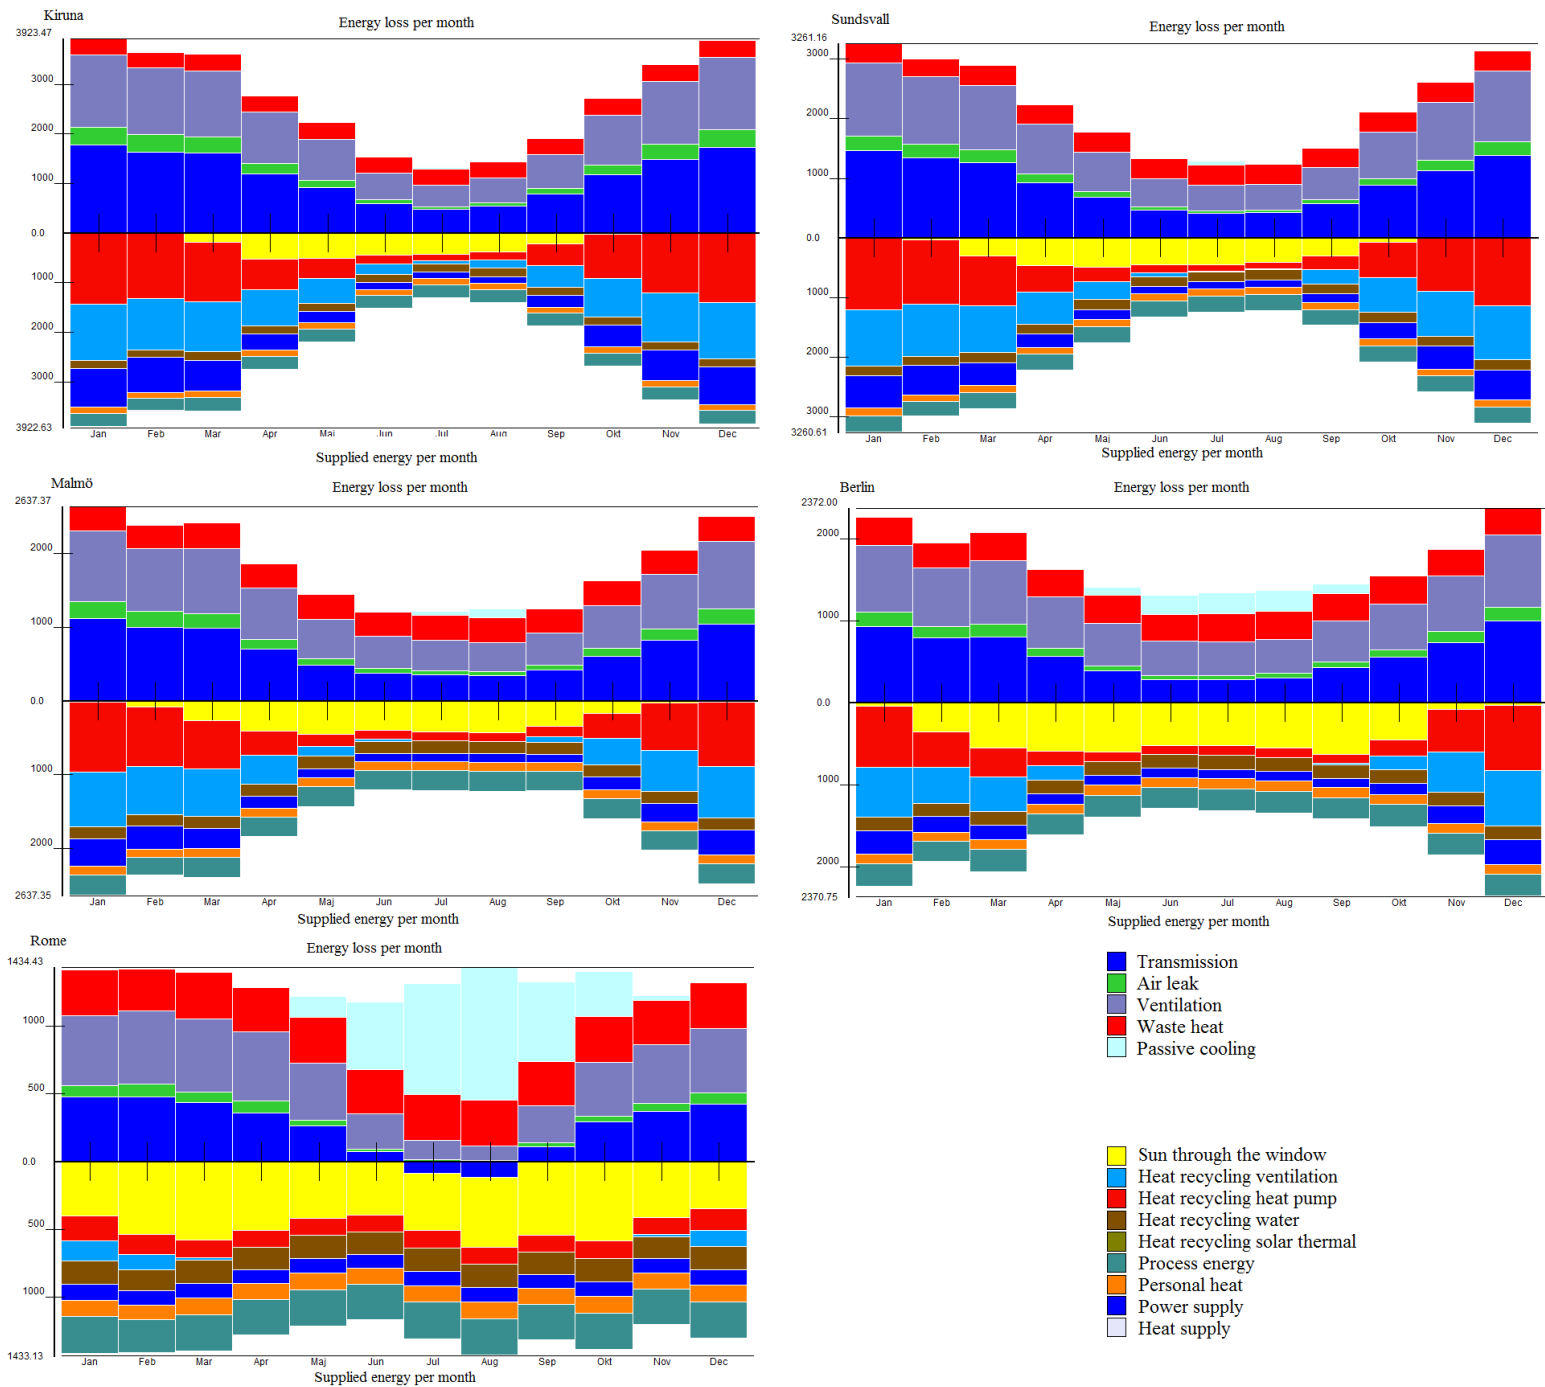 Kiruna
Energy loss per month
3923.47
3000
2000
1000
0.0
1000
2000
3000
3922.63
Jan Feb Mar Apr Maj Jun Jul Aug Sep Okt Nov Dec
Supplied energy per month
Sundsvall
Energy loss per month
3261.16
3000
2000
1000
0.0
1000
2000
3000
3260.61
Jan Feb Mar Apr Maj Jun Jul Aug Sep Okt Nov Dec
Supplied energy per month
Malmö
Energy loss per month
2637.37
2000
1000
0.0
1000
2000
2637.35
Jan Feb Mar Apr Maj Jun Jul Aug Sep Okt Nov Dec
Supplied energy per month
Berlin
Energy loss per month
2372.00
2000
1000
0.0
1000
2000
2370.75
Jan Feb Mar Apr Maj Jun Jul Aug Sep Okt Nov Dec
Supplied energy per month
Rome
Energy loss per month
1434.43
1000
500
0.0
500
1000
1433.13
Jan Feb Mar Apr Maj Jun Jul Aug Sep Okt Nov Dec
Supplied energy per month
Transmission
Air leak
Ventilation
Waste heat
Passive cooling
Sun through the window
Heat recycling ventilation
Heat recycling heat pump
Heat recycling water
Heat recycling solar thermal
Process energy
Personal heat
Power supply
Heat supply